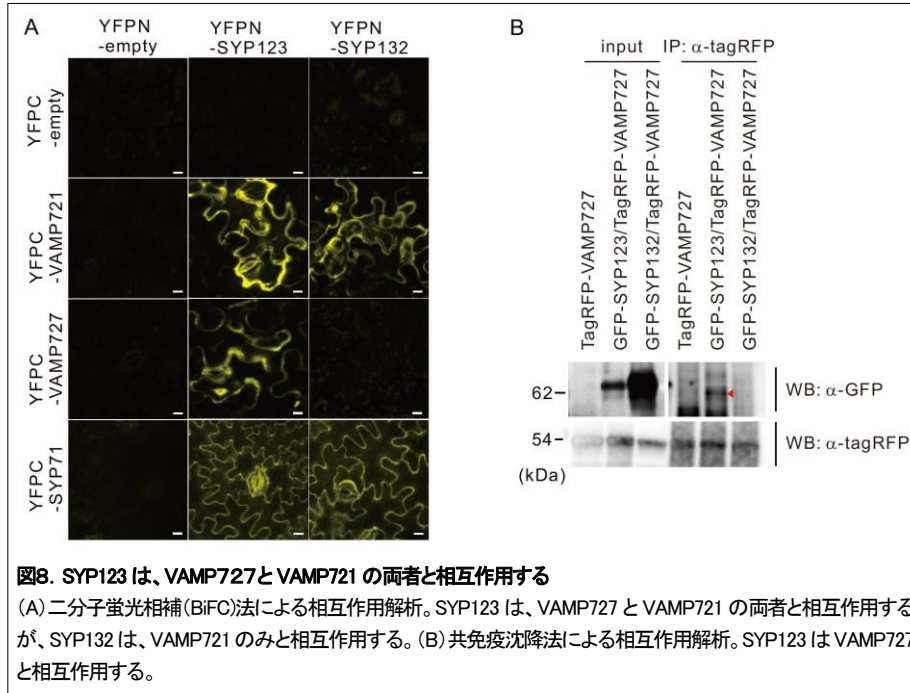 A
YFPN
-empty
YFPN
-SYP123
YFPN
-SYP132
YFPC
-empty
YFPC
-VAMP721
YFPC
-VAMP727
YFPC
-SYP71
B
input
IP: α-tagRFP
TagRFP-VAMP727
GFP-SYP123/TagRFP-VAMP727
GFP-SYP132/TagRFP-VAMP727
TagRFP-VAMP727
GFP-SYP123/TagRFP-VAMP727
GFP-SYP132/TagRFP-VAMP727
62
WB: α-GFP
54
WB: α-tagRFP
(kDa)
図8. SYP123 は、VAMP727と VAMP721 の両者と相互作用する
(A)二分子蛍光相補(BiFC)法による相互作用解析。SYP123 は、VAMP727 と VAMP721 の両者と相互作用する
が、SYP132 は、VAMP721 のみと相互作用する。(B)共免疫沈降法による相互作用解析。SYP123 は VAMP727
と相互作用する。